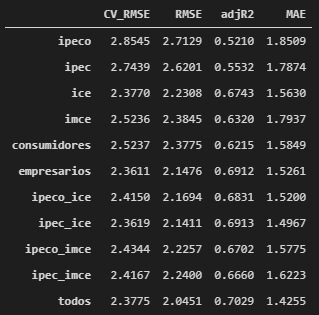 CV_RMSE RMSE adjR2 MAE
ipeco 2.8545 2.7129 0.5210 1.8509
ipec 2.7439 2.6201 0.5532 1.7874
ice 2.3770 2.2308 0.6743 1.5630
imce 2.5236 2.3845 0.6320 1.7937
consumidores 2.5237 2.3775 0.6215 1.5849
empresarios 2.3611 2.1476 0.6912 1.5261
ipeco_ice 2.4150 2.1694 0.6831 1.5200
ipec_ice 2.3619 2.1411 0.6913 1.4967
ipeco_imce 2.4344 2.2257 0.6702 1.5775
ipec_imce 2.4167 2.2400 0.6660 1.6223
todos 2.3775 2.0451 0.7029 1.4255